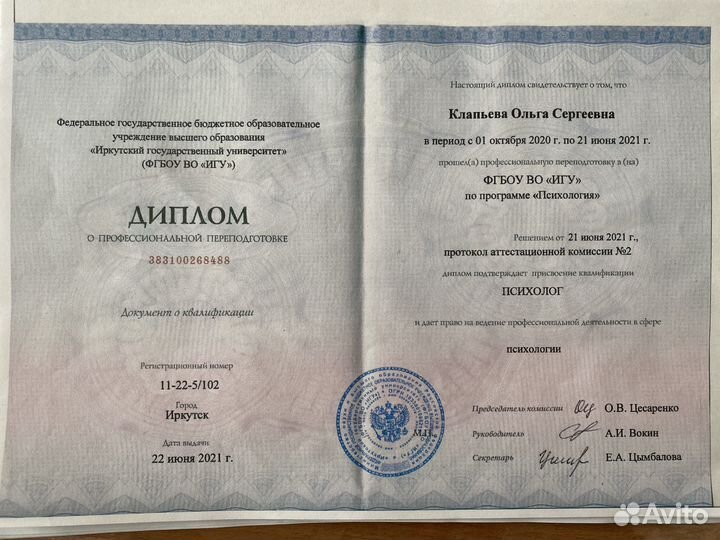 Федеральное государственное бюджетное образовательное
учреждение высшего образования
«Иркутский государственный университет»
(ФГБОУ ВО «ИГУ»)
ДИПЛОМ
О ПРОФЕССИОНАЛЬНОЙ ПЕРЕПОДГОТОВКЕ
383100268488
Документ о квалификации
Регистрационный номер
11-22-5/102
Город
Иркутск
Дата выдачи
22 июня 2021 г.
Настоящий диплом свидетельствует о том, что
Клапьева Ольга Сергеевна
в период с 01 октября 2020 г. по 21 июня 2021 г.
прошел(а) профессиональную переподготовку в (на)
ФГБОУ ВО «ИГУ»
по программе «Психология»
Решением от 21 июня 2021 г.,
протокол аттестационной комиссии №2
диплом подтверждает присвоение квалификации
ПСИХОЛОГ
и дает право на ведение профессиональной деятельности в сфере
психологии
Председатель комиссии О.В. Цесаренко
М.П.
Руководитель А.И. Вокин
Секретарь Е.А. Цымбалова
Avito